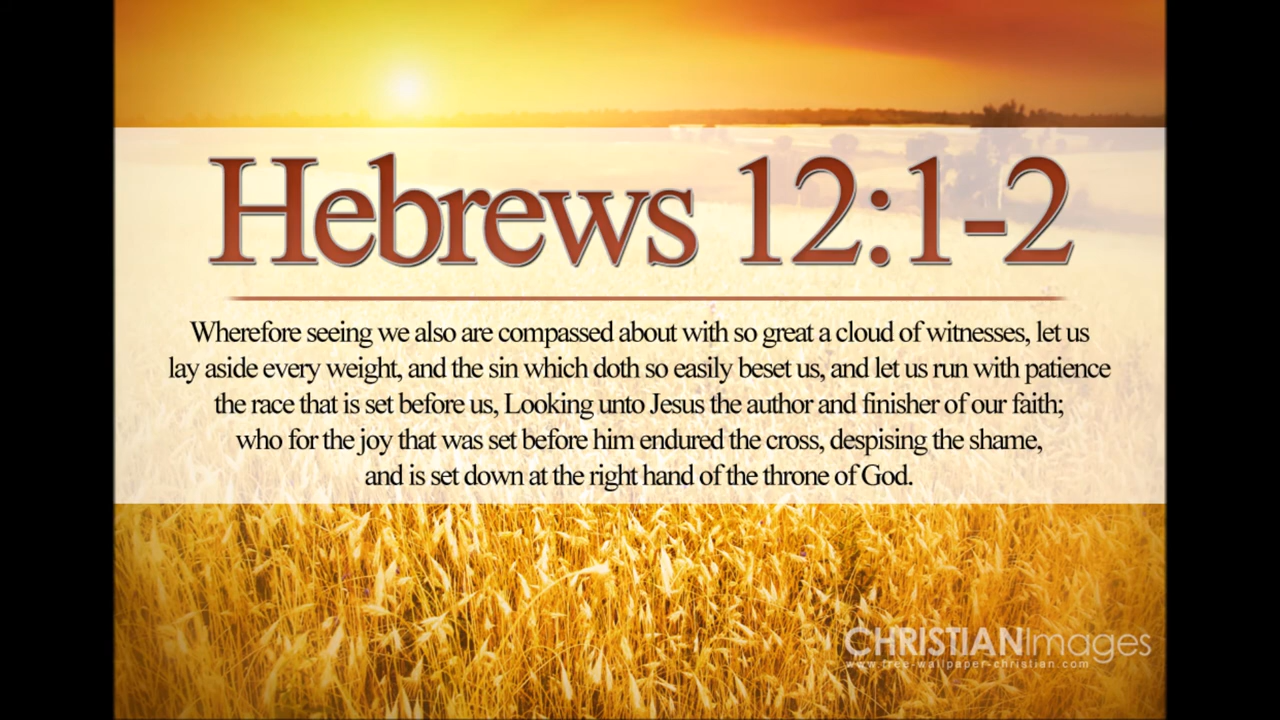 Hebrews 12:1-2
Wherefore seeing we also are compassed about with so great a cloud of witnesses, let us
lay aside every weight, and the sin which doth so easily beset us, and let us run with patience
the race that is set before us, Looking unto Jesus the author and finisher of our faith;
who for the joy that was set before him endured the cross, despising the shame,
and is set down at the right hand of the throne of God.
CHRISTIANImages
www.free-wallpaper-christian.com